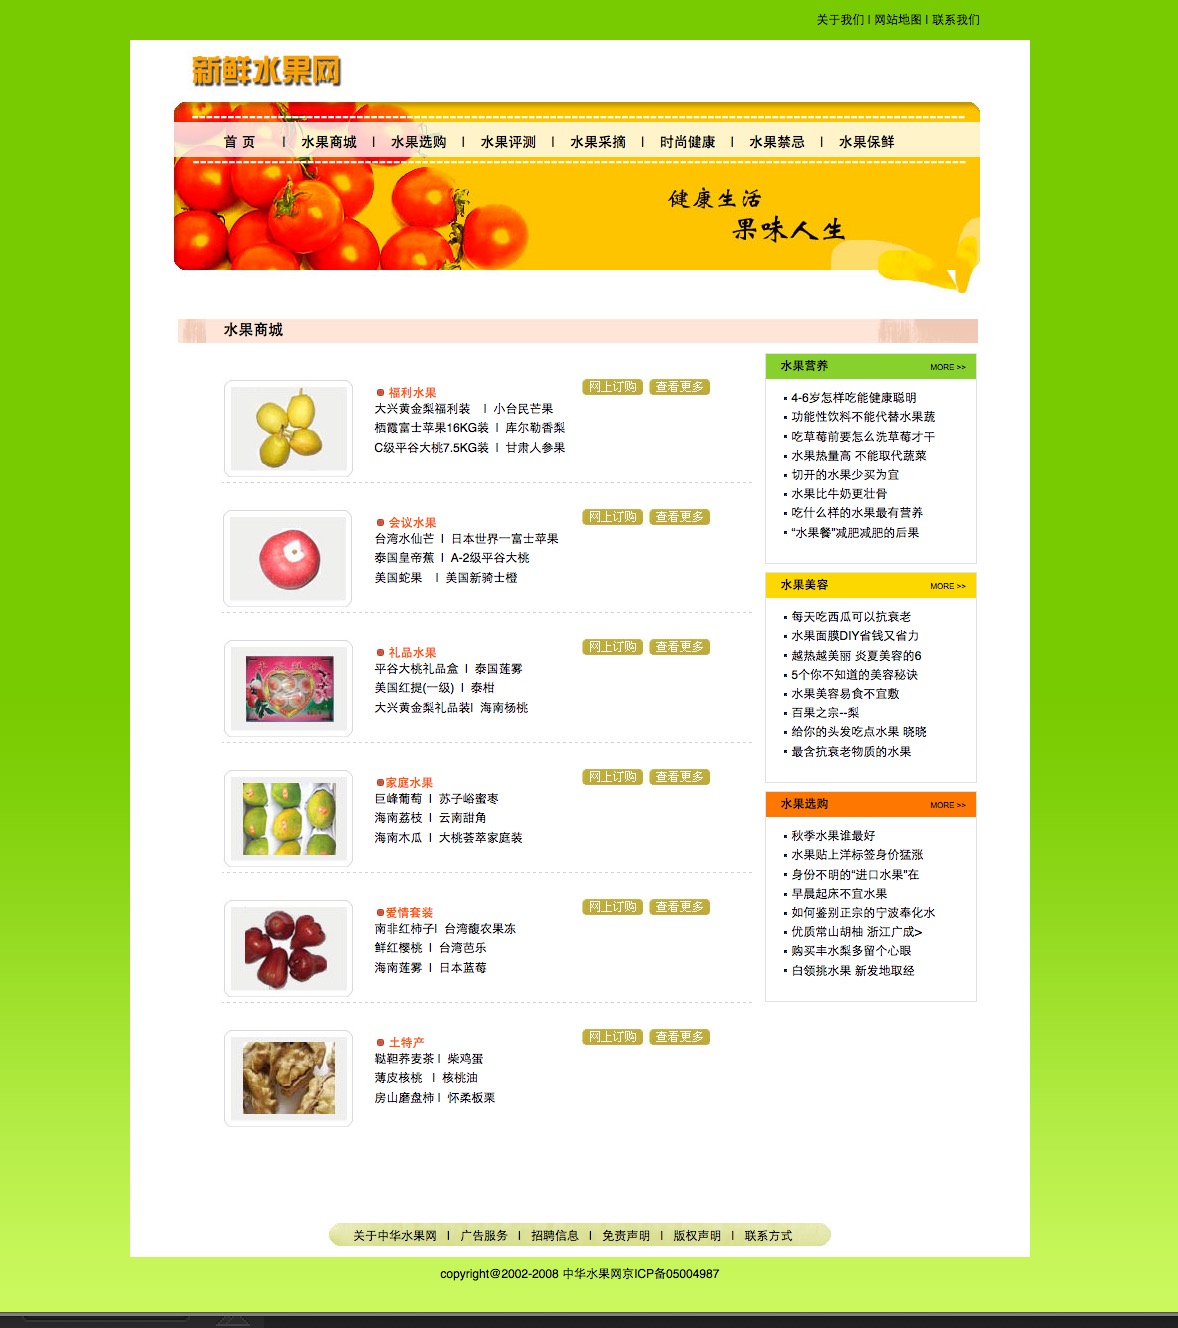 关于我们 | 网站地图 | 联系我们
新鲜水果网
首 页 | 水果商城 | 水果选购 | 水果评测 | 水果采摘 | 时尚健康 | 水果禁忌 | 水果保鲜
健康生活
果味人生
水果商城
福利水果 网上订购 查看更多
大兴黄金梨福利装 | 小台民芒果
栖霞富士苹果16KG装 | 库尔勒香梨
C级平谷大桃7.5KG装 | 甘肃人参果
会议水果 网上订购 查看更多
台湾水仙芒 | 日本世界一富士苹果
泰国皇帝蕉 | A-2级平谷大桃
美国蛇果 | 美国新骑士橙
礼品水果 网上订购 查看更多
平谷大桃礼品盒 | 泰国莲雾
美国红提(一级) | 泰柑
大兴黄金梨礼品装| 海南杨桃
家庭水果 网上订购 查看更多
巨峰葡萄 | 苏子峪蜜枣
海南荔枝 | 云南甜角
海南木瓜 | 大桃荟萃家庭装
爱情套装 网上订购 查看更多
南非红柿子| 台湾馥农果冻
鲜红樱桃 | 台湾芭乐
海南莲雾 | 日本蓝莓
土特产 网上订购 查看更多
鞑靼荞麦茶 | 柴鸡蛋
薄皮核桃 | 核桃油
房山磨盘柿 | 怀柔板栗
水果营养 MORE >>
4-6岁怎样吃能健康聪明
功能性饮料不能代替水果蔬
吃草莓前要怎么洗草莓才干
水果热量高 不能取代蔬菜
切开的水果少买为宜
水果比牛奶更壮骨
吃什么样的水果最有营养
“水果餐”减肥减肥的后果
水果美容 MORE >>
每天吃西瓜可以抗衰老
水果面膜DIY省钱又省力
越热越美丽 炎夏美容的6
5个你不知道的美容秘诀
水果美容易食不宜敷
百果之宗--梨
给你的头发吃点水果 晓晓
最含抗衰老物质的水果
水果选购 MORE >>
秋季水果谁最好
水果贴上洋标签身价猛涨
身份不明的“进口水果”在
早晨起床不宜水果
如何鉴别正宗的宁波奉化水
优质常山胡柚 浙江广成>
购买丰水梨多留个心眼
白领挑水果 新发地取经
关于中华水果网 | 广告服务 | 招聘信息 | 免责声明 | 版权声明 | 联系方式
copyright@2002-2008 中华水果网京ICP备05004987